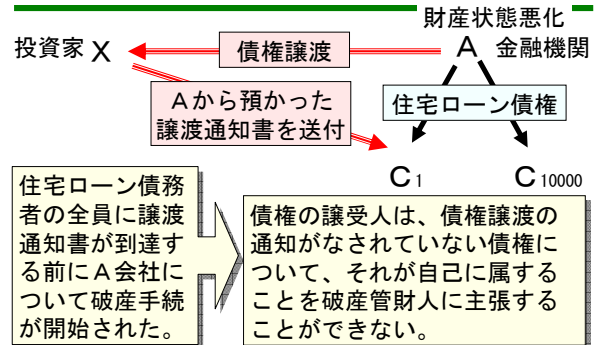 財産状態悪化
投資家 X
債権譲渡
A 金融機関
Aから預かった
譲渡通知書を送付
住宅ローン債権
C1
C10000
住宅ローン債務
者の全員に譲渡
通知書が到達す
る前にA会社に
ついて破産手続
が開始された。
債権の譲受人は、債権譲渡の
通知がなされていない債権に
ついて、それが自己に属する
ことを破産管財人に主張する
ことができない。